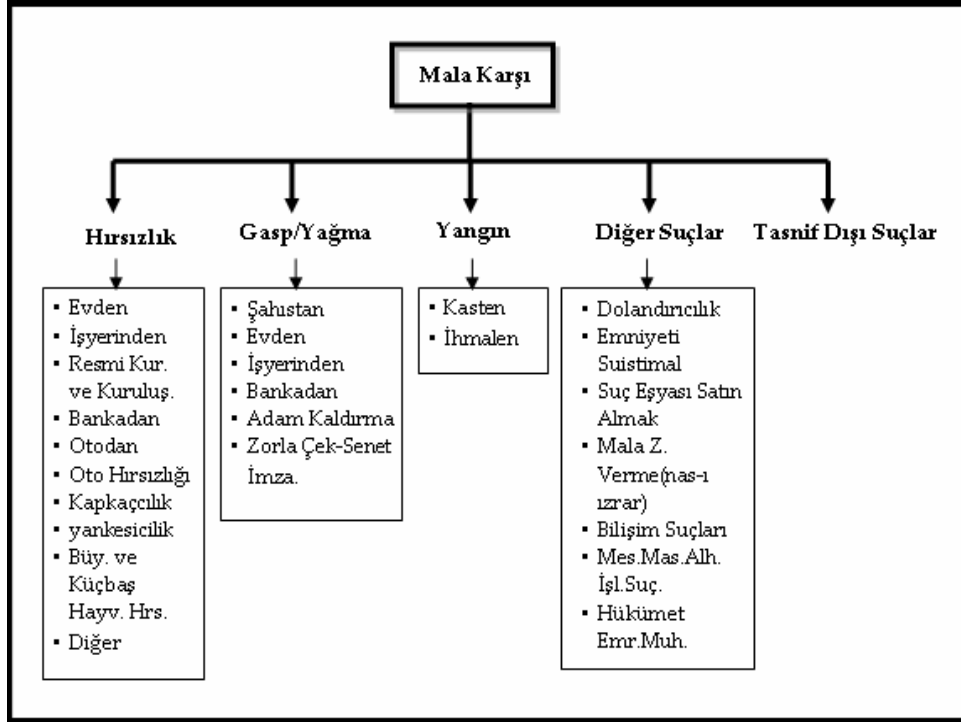 Mala Karşı
Hırsızlık
Gasp/Yağma
Yangın
Diğer Suçlar
Tasnif Dışı Suçlar
▪ Evden
▪ İşyerinden
▪ Resmi Kur.
ve Kuruluş.
▪ Bankadan
▪ Otodan
▪ Oto Hırsızlığı
▪ Kapkaççılık
▪ yankesicilik
▪ Büy. ve
Küçbaş
Hayv. Hrs.
▪ Diğer
▪ Şahıstan
▪ Evden
▪ İşyerinden
▪ Bankadan
▪ Adam Kaldırma
▪ Zorla Çek-Senet
İmza.
▪ Kasten
▪ İhmalen
▪ Dolandırıcılık
▪ Emniyeti
Suistimal
▪ Suç Eşyası Satın
Almak
▪ Mala Z.
Verme(nas-ı
ızrar)
▪ Bilişim Suçları
▪ Mes.Mas.Alh.
İşl.Suç.
▪ Hükümet
Emr.Muh.